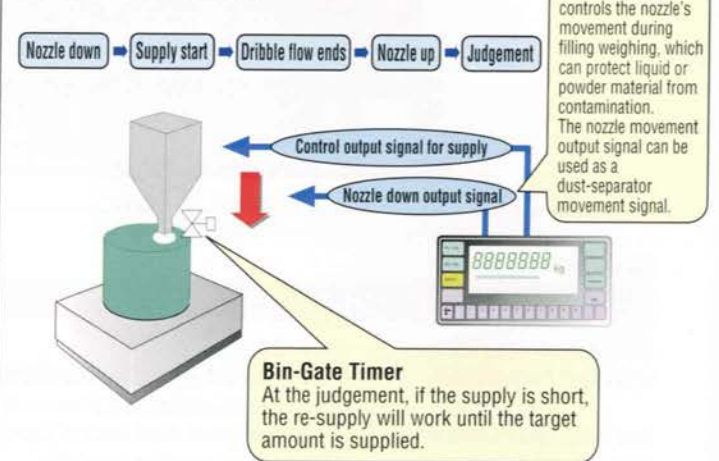 controls the nozzle's
movement during
filling weighing, which
can protect liquid or
powder material from
contamination.
The nozzle movement
output signal can be
used as a
dust-separator
movement signal.
Nozzle down
Supply start
Dribble flow ends
Nozzle up
Judgement
Control output signal for supply
Nozzle down output signal
8888888 kg
Bin-Gate Timer
At the judgement, if the supply is short,
the re-supply will work until the target
amount is supplied.